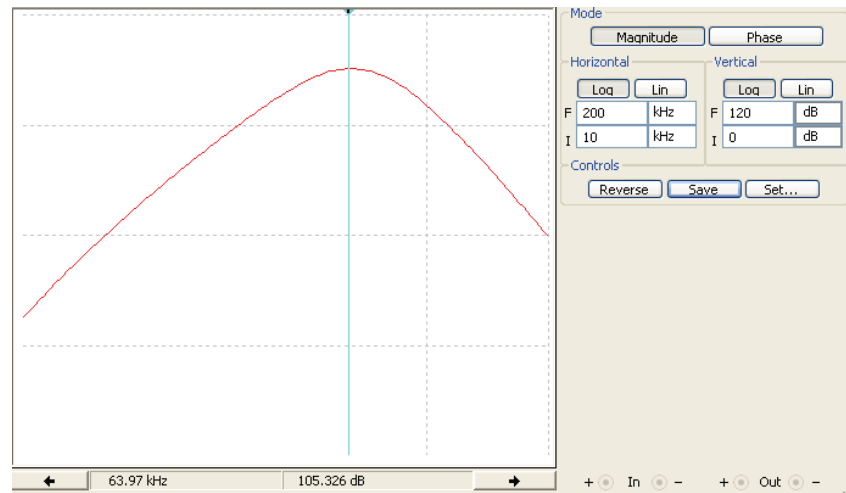 Mode
Magnitude Phase
Horizontal
Log Lin
F 200 kHz
I 10 kHz
Vertical
Log Lin
F 120 dB
I 0 dB
Controls
Reverse Save Set...
63.97 kHz 105.326 dB
+ In - + Out -